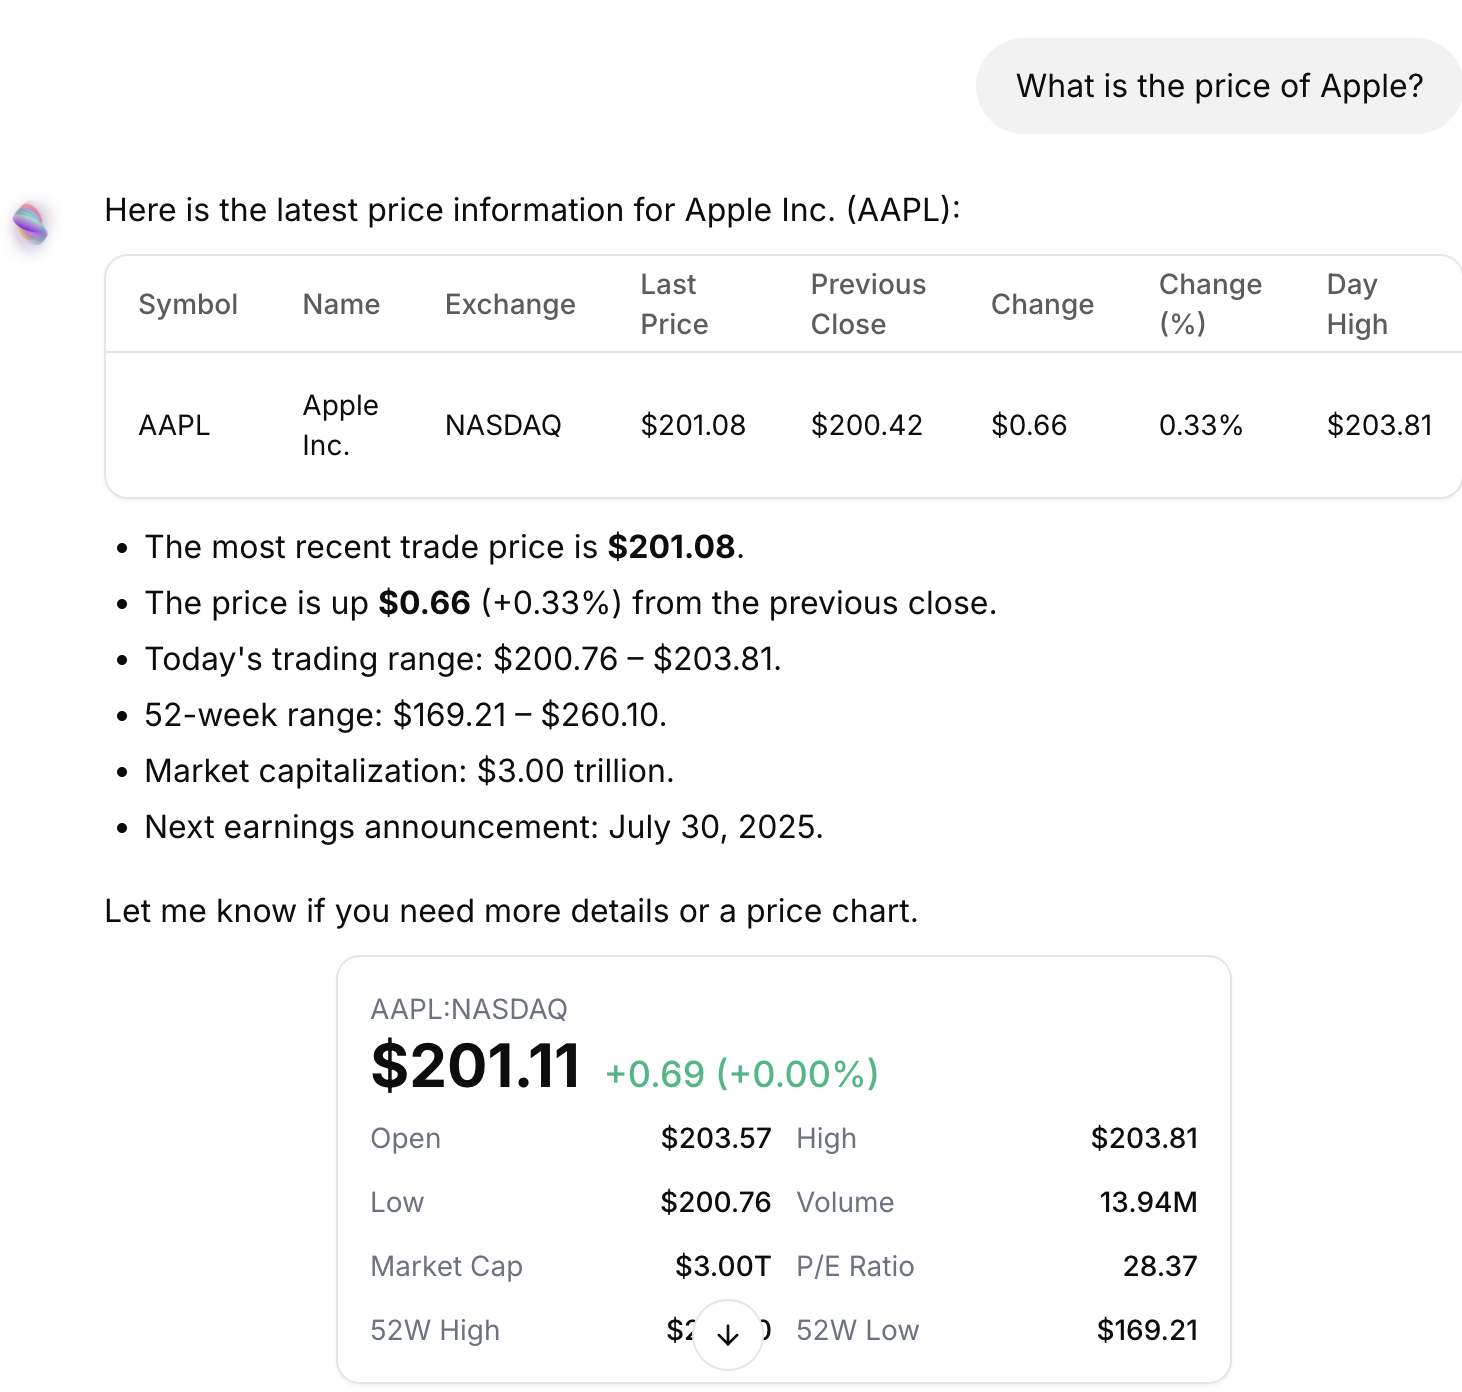 What is the price of Apple?
Here is the latest price information for Apple Inc. (AAPL):
Symbol Name Exchange Last Price Previous Close Change Change (%) Day High
AAPL Apple Inc. NASDAQ $201.08 $200.42 $0.66 0.33% $203.81
• The most recent trade price is $201.08.
• The price is up $0.66 (+0.33%) from the previous close.
• Today's trading range: $200.76 – $203.81.
• 52-week range: $169.21 – $260.10.
• Market capitalization: $3.00 trillion.
• Next earnings announcement: July 30, 2025.
Let me know if you need more details or a price chart.
AAPL:NASDAQ
$201.11 +0.69 (+0.00%)
Open $203.57 High $203.81
Low $200.76 Volume 13.94M
Market Cap $3.00T P/E Ratio 28.37
52W High 52W Low $169.21